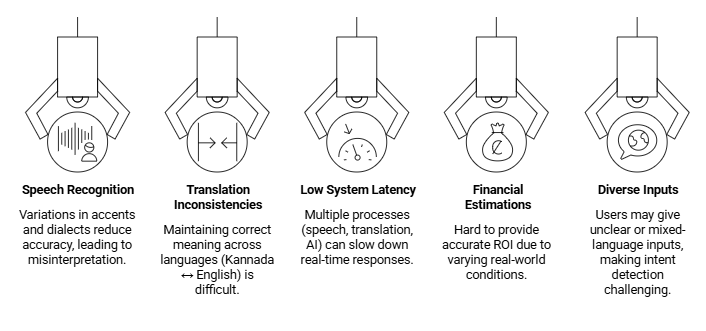 Speech Recognition
Variations in accents
and dialects reduce
accuracy, leading to
misinterpretation.
Translation
Inconsistencies
Maintaining correct
meaning across
languages (Kannada
↔ English) is
difficult.
Low System Latency
Multiple processes
(speech, translation,
AI) can slow down
real-time responses.
Financial
Estimations
Hard to provide
accurate ROI due to
varying real-world
conditions.
Diverse Inputs
Users may give
unclear or mixed-
language inputs,
making intent
detection
challenging.